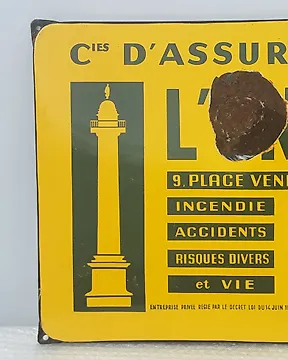 CIES D'ASSUR
L'
9, PLACE VEN
INCENDIE
ACCIDENTS
RISQUES DIVERS
et VIE
ENTREPRISE PRIVÉE RÉGIE PAR LE DÉCRET LOI DU 14 JUIN 1